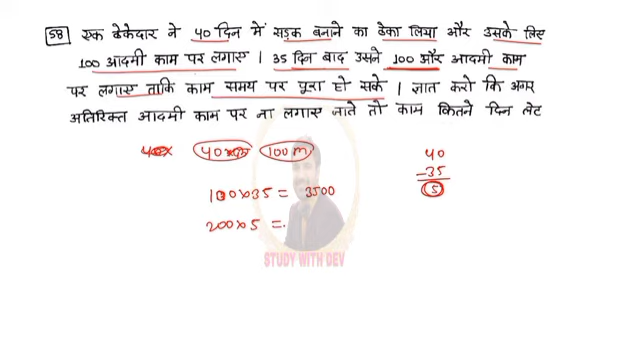 58 एक ठेकेदार ने 40 दिन में सड़क बनाने का ठेका लिया और उसके लिए
100 आदमी काम पर लगाए । 35 दिन बाद उसने 100 और आदमी काम
पर लगाए ताकि काम समय पर पूरा हो सके । ज्ञात करो कि अगर
अतिरिक्त आदमी काम पर ना लगाए जाते तो काम कितने दिन लेट
40 100m
40
-35
5
100×35 = 3500
200×5 =
STUDY WITH DEV